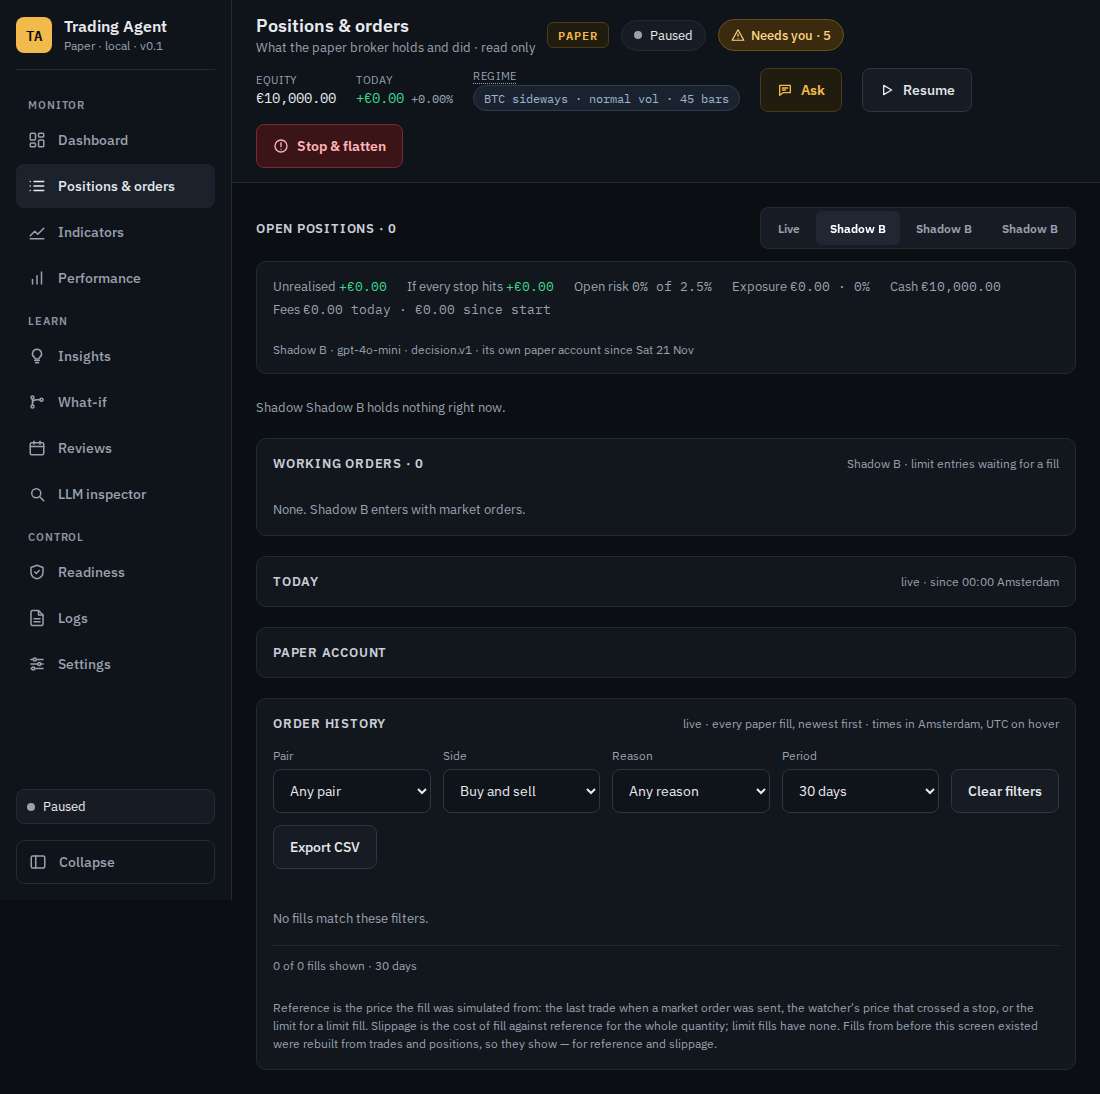 TA
Trading Agent
Paper · local · v0.1
MONITOR
Dashboard
Positions & orders
Indicators
Performance
LEARN
Insights
What-if
Reviews
LLM inspector
CONTROL
Readiness
Logs
Settings
Paused
Collapse
Positions & orders
What the paper broker holds and did · read only
PAPER
Paused
Needs you · 5
EQUITY
€10,000.00
TODAY
+€0.00 +0.00%
REGIME
BTC sideways · normal vol · 45 bars
Ask
Resume
Stop & flatten
OPEN POSITIONS · 0
Live Shadow B Shadow B Shadow B
Unrealised +€0.00 If every stop hits +€0.00 Open risk 0% of 2.5% Exposure €0.00 · 0% Cash €10,000.00
Fees €0.00 today · €0.00 since start
Shadow B · gpt-4o-mini · decision.v1 · its own paper account since Sat 21 Nov
Shadow Shadow B holds nothing right now.
WORKING ORDERS · 0
Shadow B · limit entries waiting for a fill
None. Shadow B enters with market orders.
TODAY
live · since 00:00 Amsterdam
PAPER ACCOUNT
ORDER HISTORY
live · every paper fill, newest first · times in Amsterdam, UTC on hover
Pair Side Reason Period
Any pair Buy and sell Any reason 30 days Clear filters
Export CSV
No fills match these filters.
0 of 0 fills shown · 30 days
Reference is the price the fill was simulated from: the last trade when a market order was sent, the watcher's price that crossed a stop, or the
limit for a limit fill. Slippage is the cost of fill against reference for the whole quantity; limit fills have none. Fills from before this screen existed
were rebuilt from trades and positions, so they show — for reference and slippage.